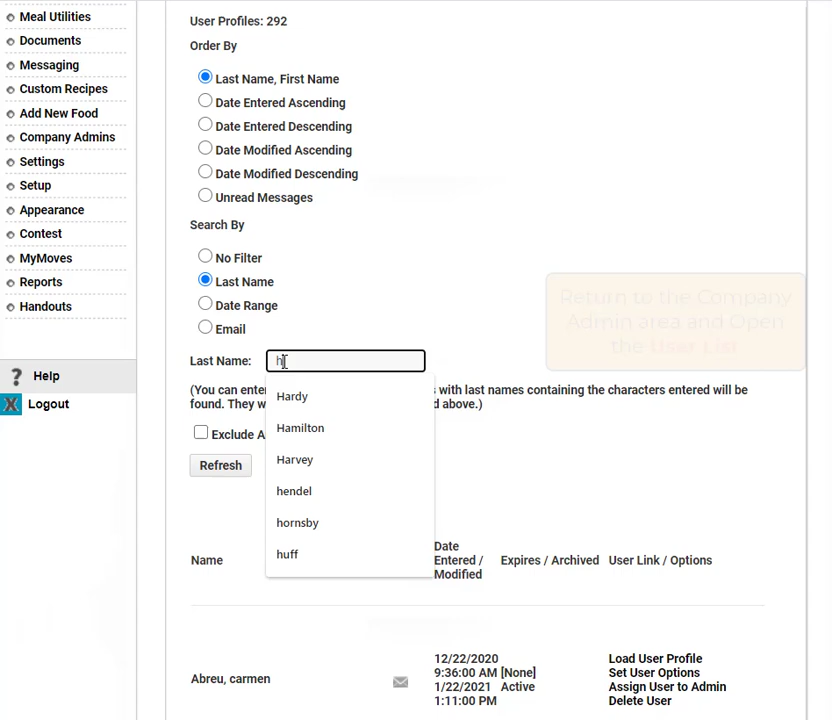 Meal Utilities
Documents
Messaging
Custom Recipes
Add New Food
Company Admins
Settings
Setup
Appearance
Contest
MyMoves
Reports
Handouts
? Help
X Logout
User Profiles: 292
Order By
Last Name, First Name
Date Entered Ascending
Date Entered Descending
Date Modified Ascending
Date Modified Descending
Unread Messages
Search By
No Filter
Last Name
Date Range
Email
Return to the Company
Admin area and Open
the User List
Last Name: h
(You can enter with last names containing the characters entered will be
found. They w d above.)
Hardy
Hamilton
Harvey
hendel
hornsby
huff
Exclude A
Refresh
Name
Date
Entered /
Modified
Expires / Archived
User Link / Options
Abreu, carmen
12/22/2020
9:36:00 AM [None]
1/22/2021 Active
1:11:00 PM
Load User Profile
Set User Options
Assign User to Admin
Delete User